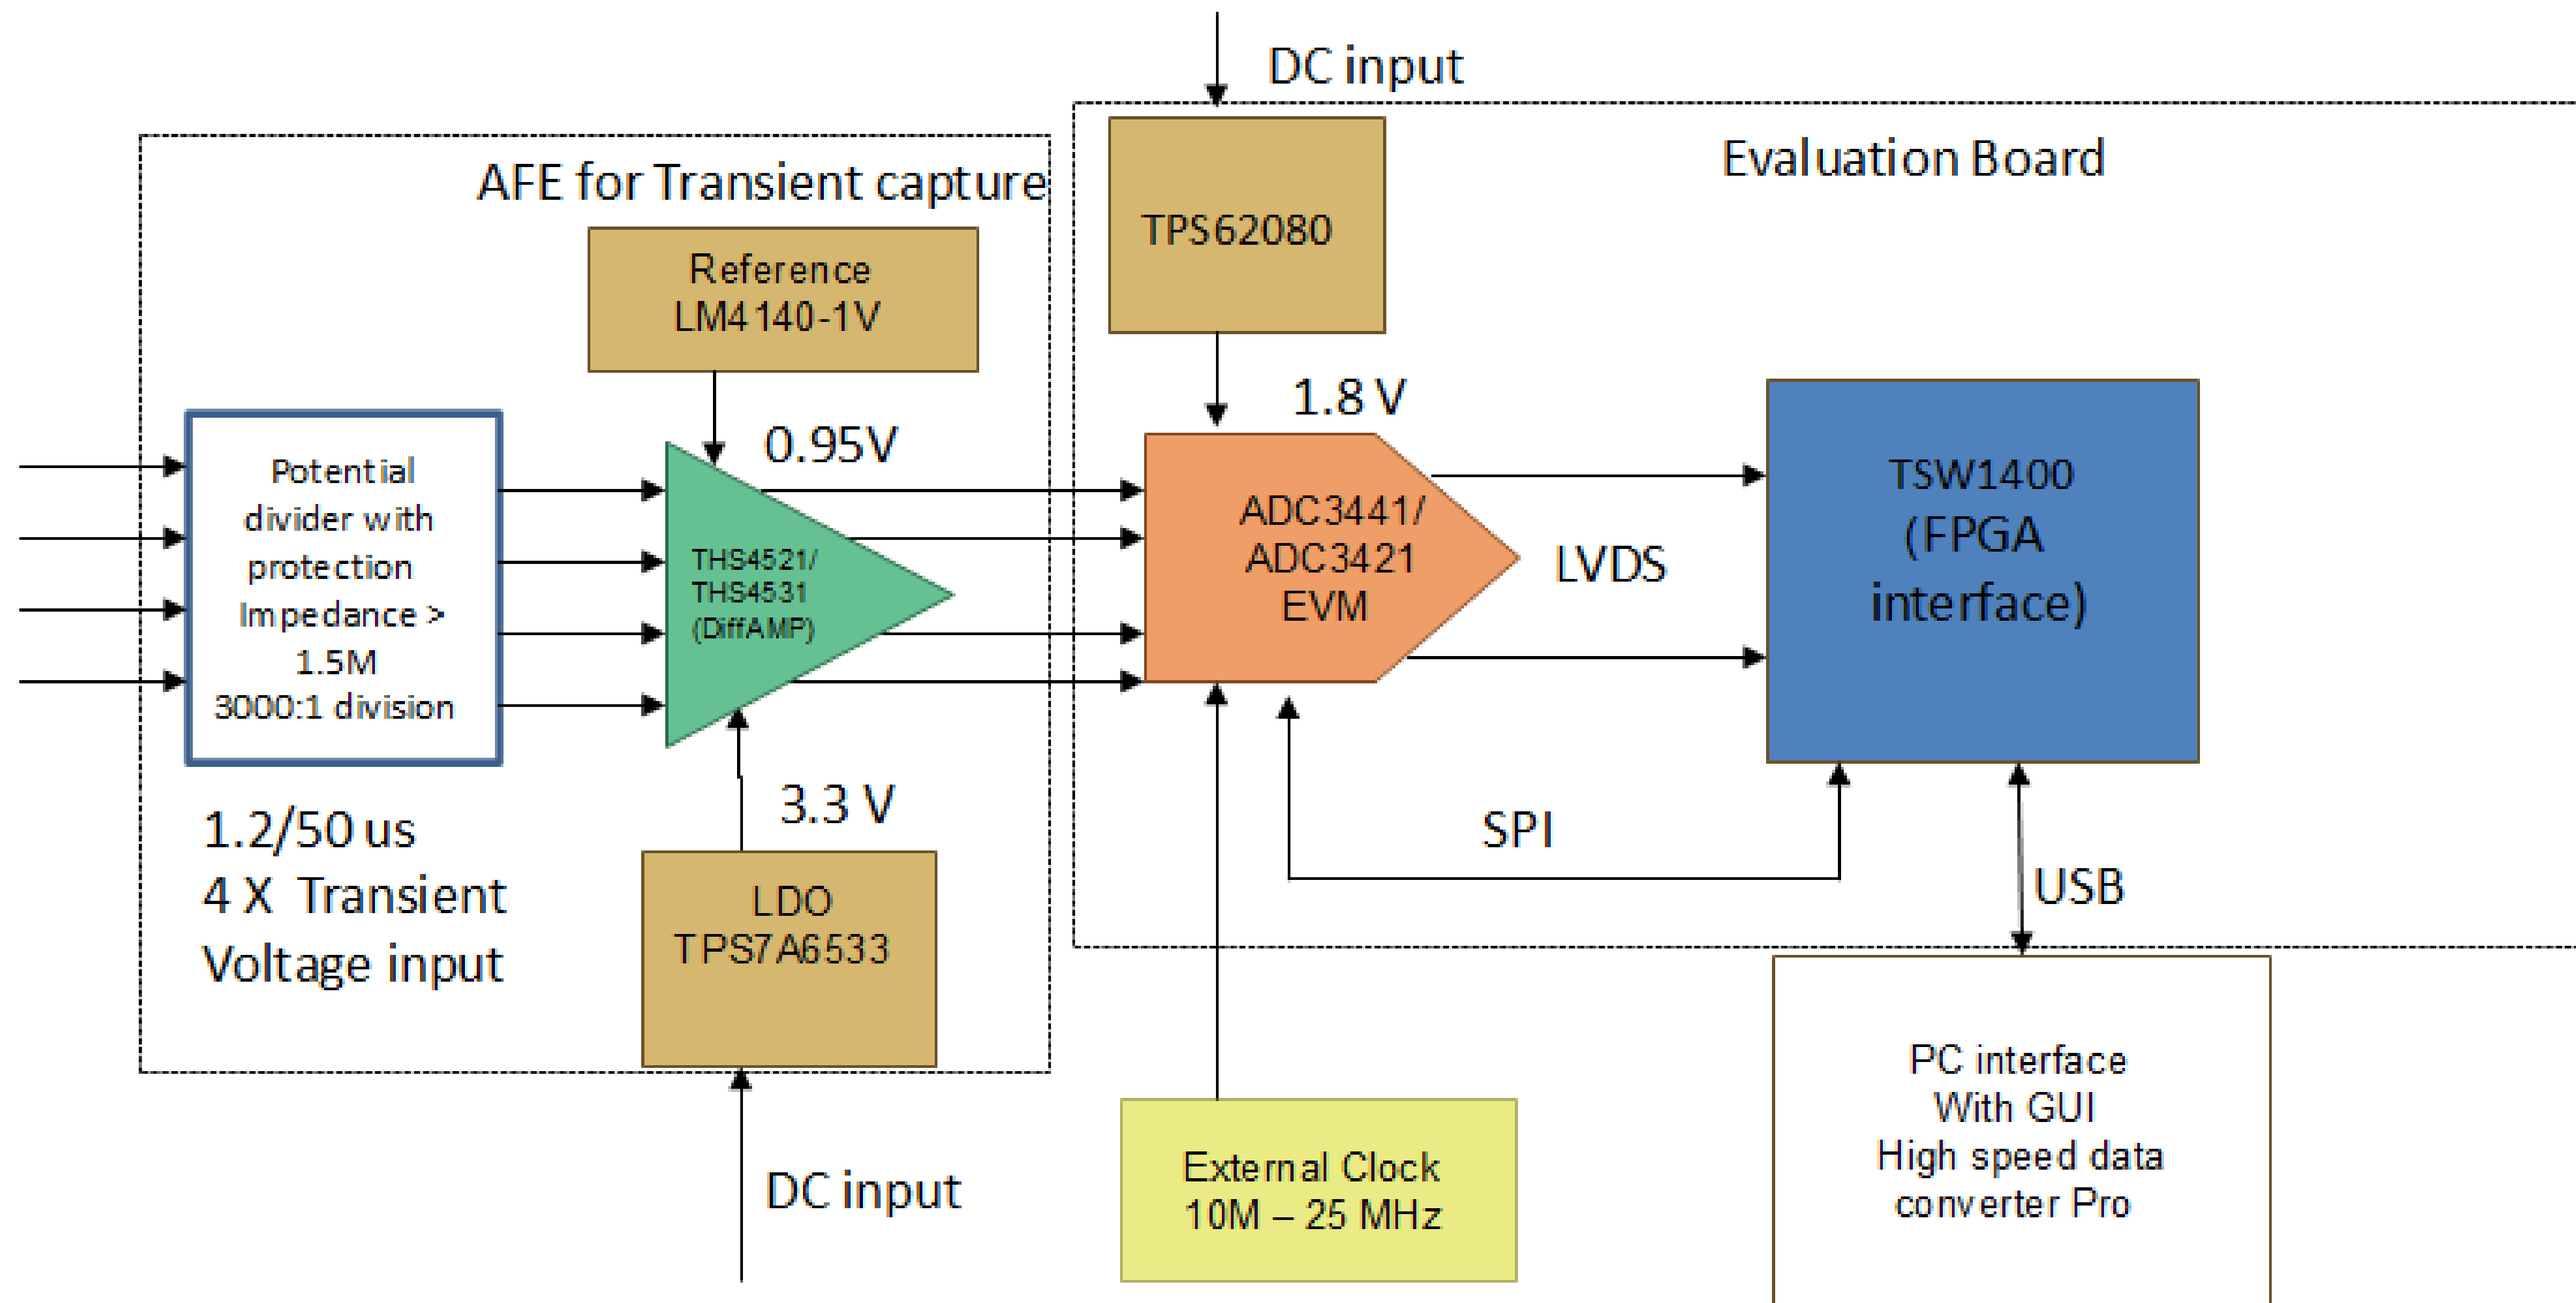 DC input
Evaluation Board
AFE for Transient capture
TPS62080
Reference
LM4140-1V
1.8 V
0.95V
Potential
divider with
protection
Impedance >
1.5M
3000:1 division
THS4521/
THS4531
(DiffAMP)
ADC3441/
ADC3421
EVM
LVDS
TSW1400
(FPGA
interface)
1.2/50 us
4 X Transient
Voltage input
3.3 V
SPI
USB
LDO
TPS7A6533
DC input
External Clock
10M – 25 MHz
PC interface
With GUI
High speed data
converter Pro